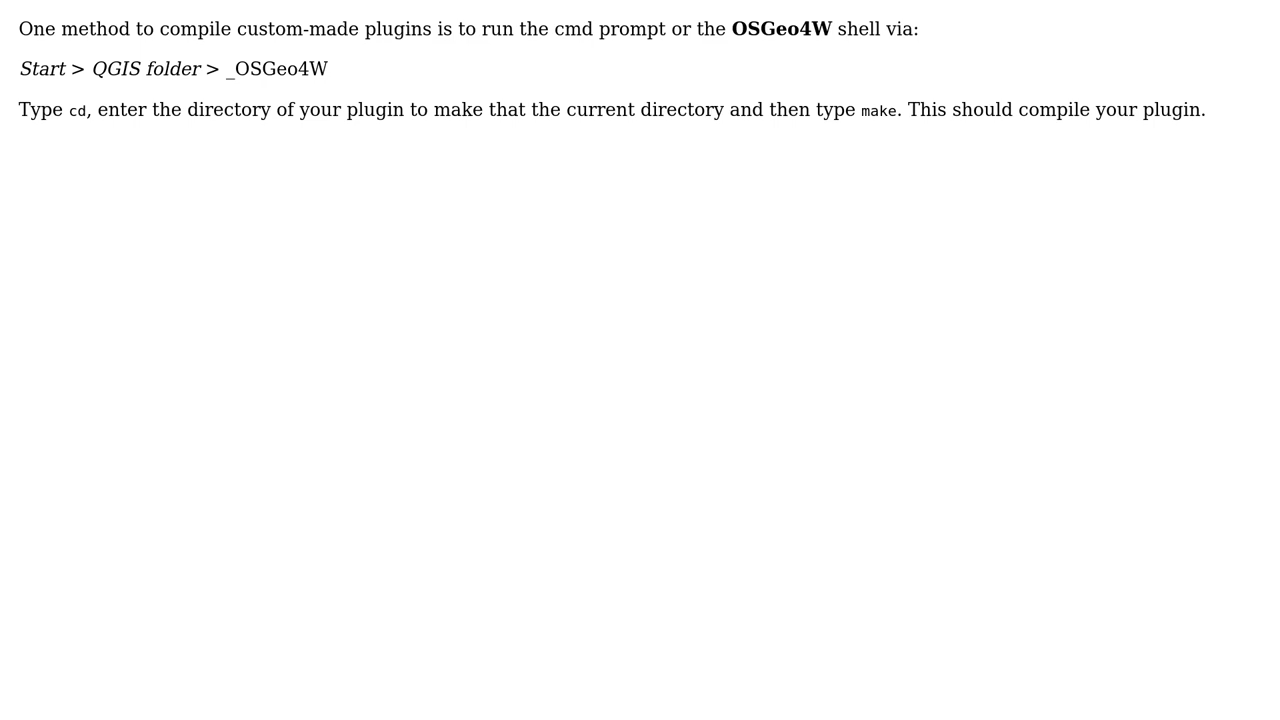 One method to compile custom-made plugins is to run the cmd prompt or the OSGeo4W shell via:
Start > QGIS folder > _OSGeo4W
Type cd, enter the directory of your plugin to make that the current directory and then type make. This should compile your plugin.